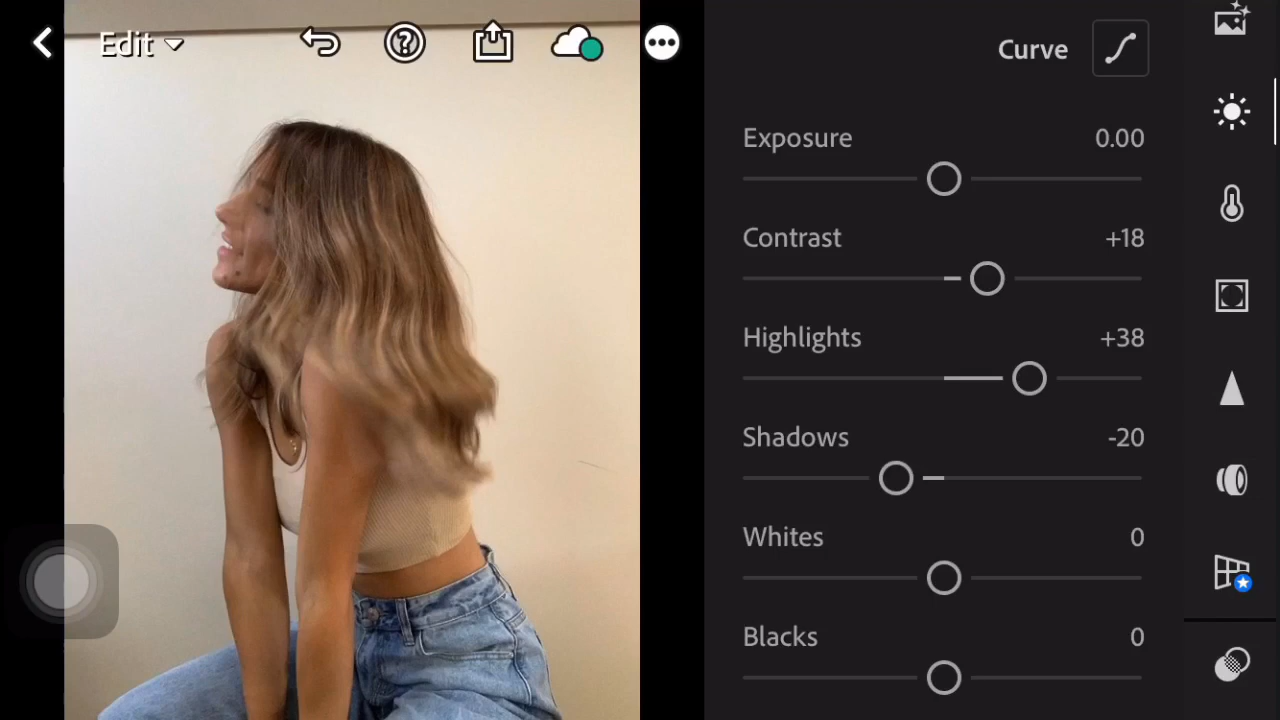 Edit
Curve
Exposure 0.00
Contrast +18
Highlights +38
Shadows -20
Whites 0
Blacks 0